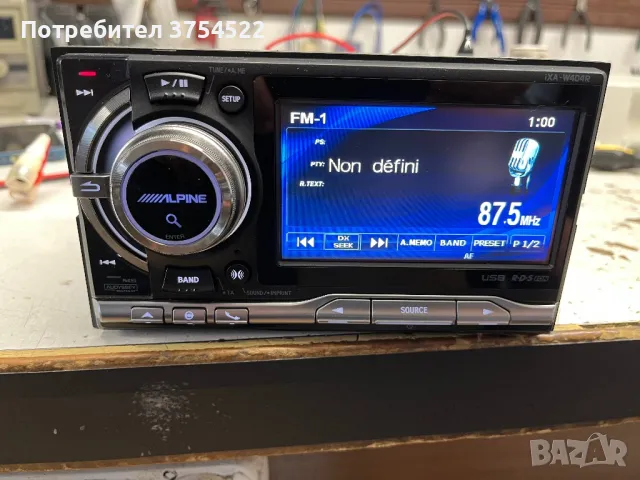 Потребител 3754522
TUNE/▲.ME
iXA-W404R
SETUP
FM-1 1:00
PS:
PTY: Non défini
R.TEXT:
ALPINE
ENTER
87.5MHz
DX SEEK A.MEMO BAND PRESET P 1/2
AF
BAND
AUDYSSEY
USB R·D·S
SOURCE
BAZAR